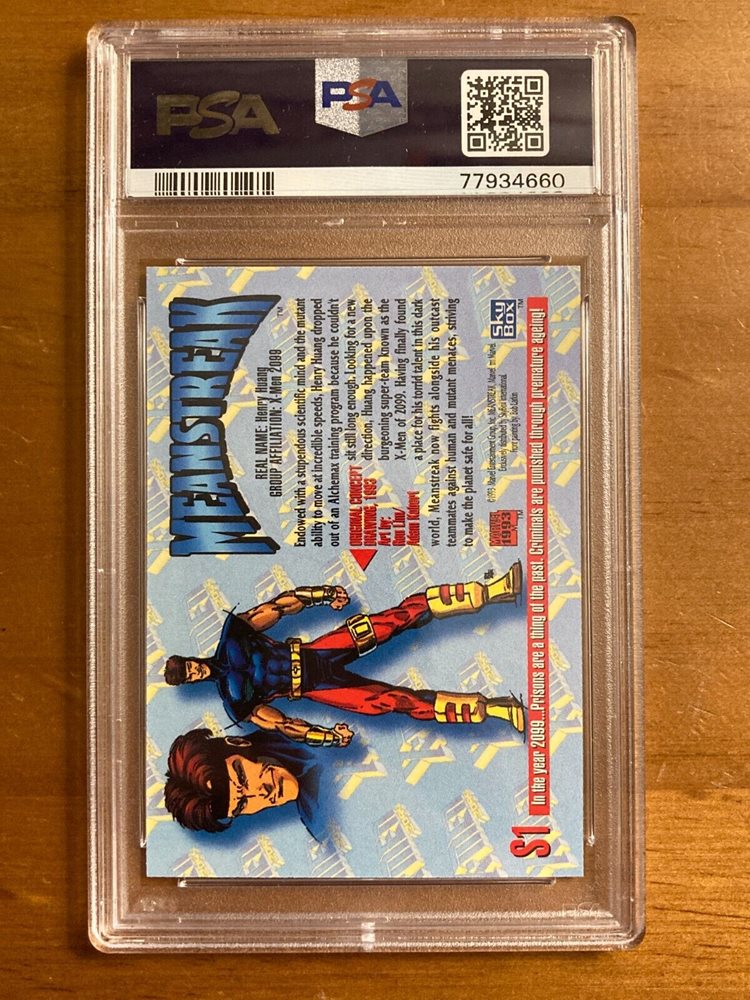 PSA
PSA
77934660
MEANSTREAK™
REAL NAME: Henry Huang
GROUP AFFILIATION: X-Men 2099
Endowed with a stupendous scientific mind and the mutant
ability to move at incredible speeds, Henry Huang dropped
out of an Alchemax training program because he couldn't
sit still long enough. Looking for a new
direction, Huang happened upon the
burgeoning super-team known as the
X-Men of 2099. Having finally found
a place for his torrid talent in this dark
world, Meanstreak now fights alongside his outcast
teammates against human and mutant menaces, striving
to make the planet safe for all!
ORIGINAL CONCEPT
DRAWING, 1993
Art by:
Ron Lim/
Adam Kubert
MARVEL
1993
SKY
BOX™
S1
In the year 2099...Prisons are a thing of the past. Criminals are punished through premature ageing!
PSA